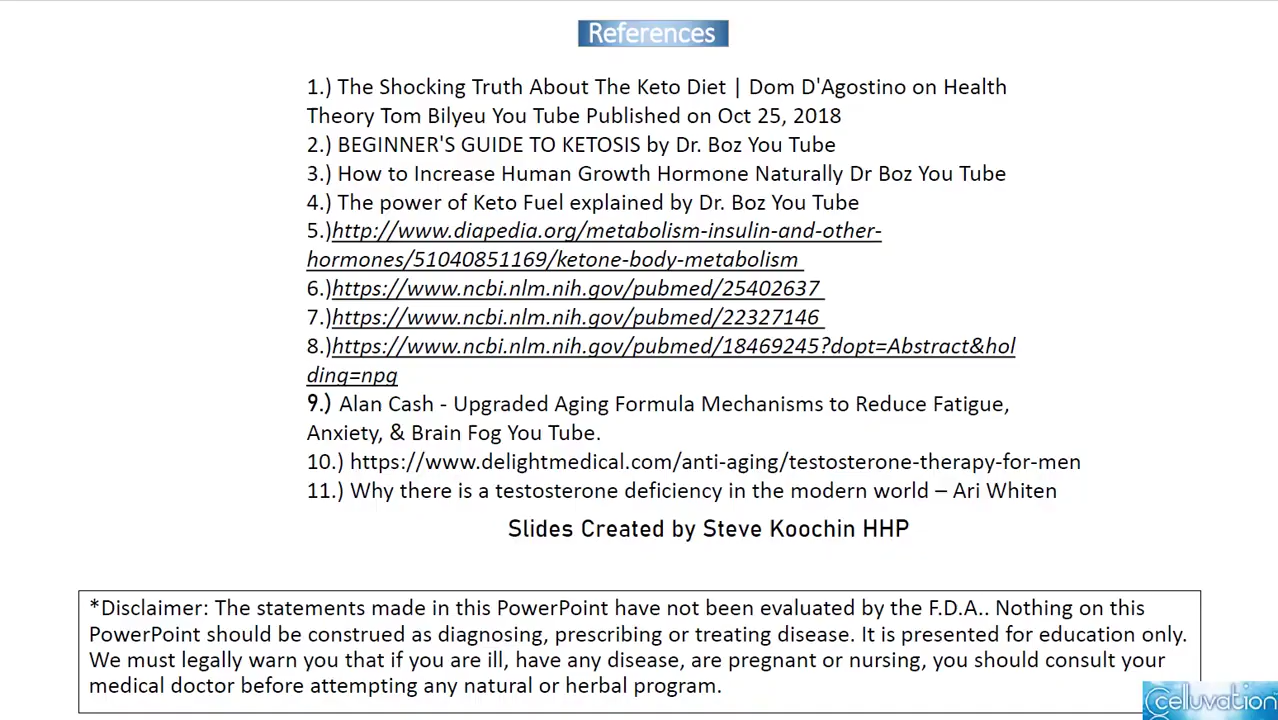 References
1.) The Shocking Truth About The Keto Diet | Dom D'Agostino on Health
Theory Tom Bilyeu You Tube Published on Oct 25, 2018
2.) BEGINNER'S GUIDE TO KETOSIS by Dr. Boz You Tube
3.) How to Increase Human Growth Hormone Naturally Dr Boz You Tube
4.) The power of Keto Fuel explained by Dr. Boz You Tube
5.)http://www.diapedia.org/metabolism-insulin-and-other-
hormones/51040851169/ketone-body-metabolism
6.)https://www.ncbi.nlm.nih.gov/pubmed/25402637
7.)https://www.ncbi.nlm.nih.gov/pubmed/22327146
8.)https://www.ncbi.nlm.nih.gov/pubmed/18469245?dopt=Abstract&hol
ding=npg
9.) Alan Cash - Upgraded Aging Formula Mechanisms to Reduce Fatigue,
Anxiety, & Brain Fog You Tube.
10.) https://www.delightmedical.com/anti-aging/testosterone-therapy-for-men
11.) Why there is a testosterone deficiency in the modern world – Ari Whiten
Slides Created by Steve Koochin HHP
*Disclaimer: The statements made in this PowerPoint have not been evaluated by the F.D.A.. Nothing on this
PowerPoint should be construed as diagnosing, prescribing or treating disease. It is presented for education only.
We must legally warn you that if you are ill, have any disease, are pregnant or nursing, you should consult your
medical doctor before attempting any natural or herbal program.
celluvation